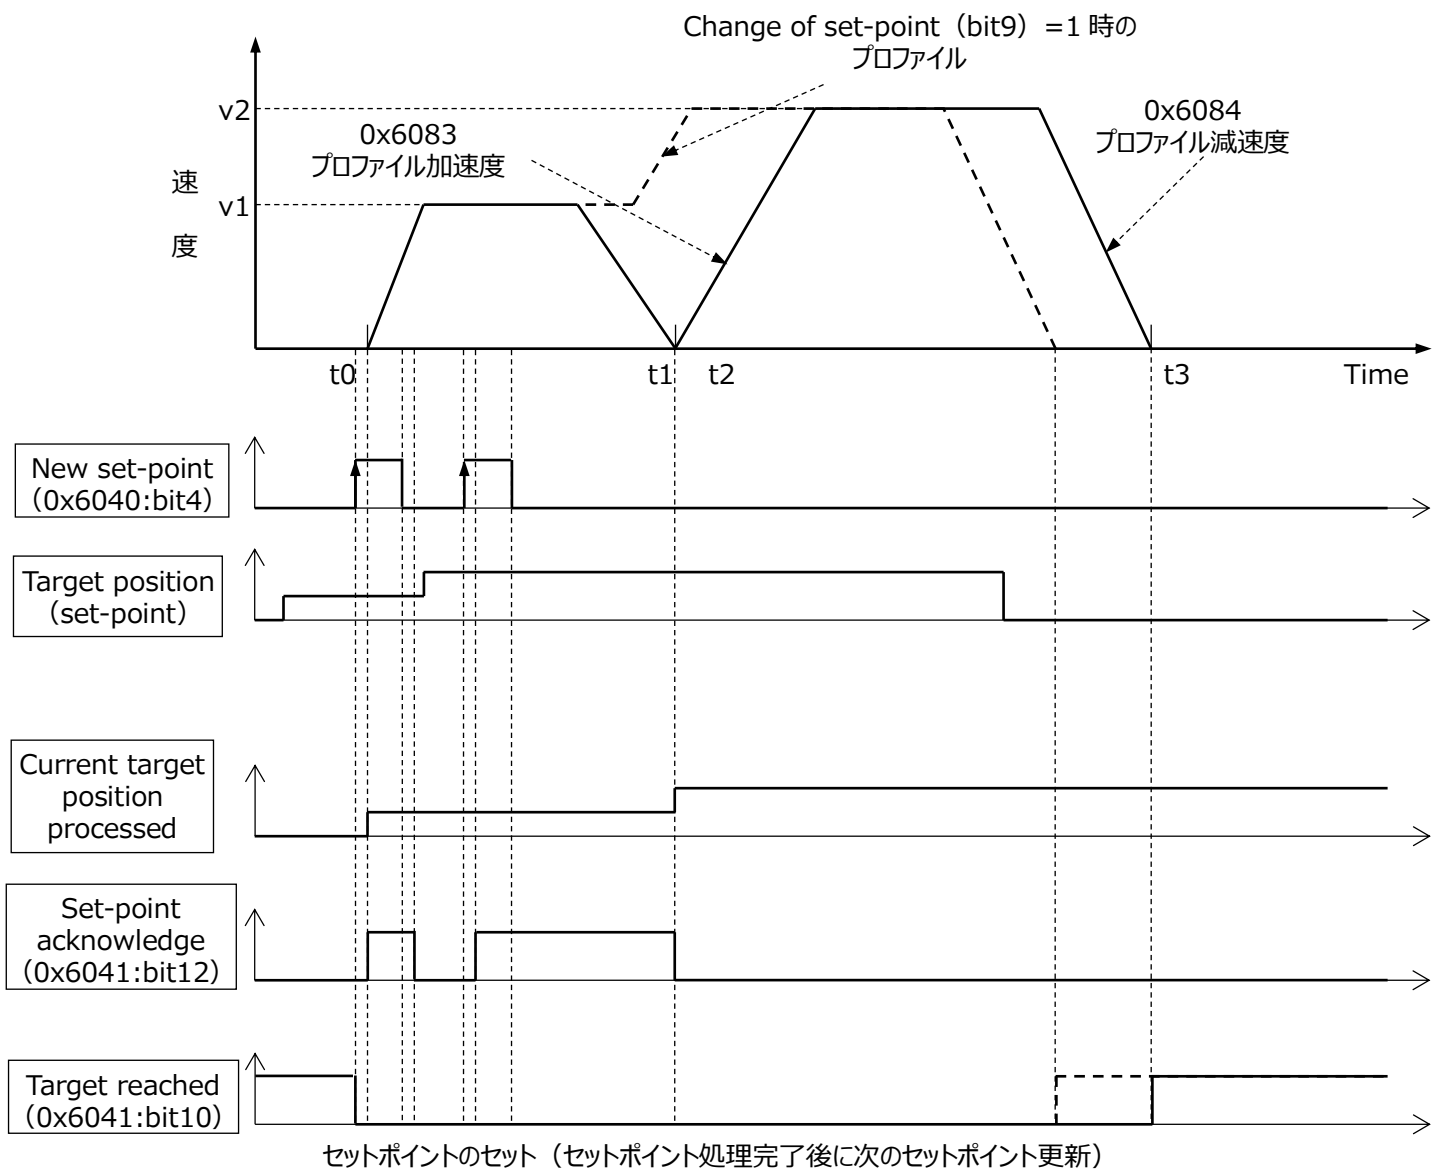 Change of set-point（bit9）=1 時の
プロファイル
v2
0x6083
プロファイル加速度
0x6084
プロファイル減速度
速
v1
度
t0
t1
t2
t3
Time
New set-point
（0x6040:bit4）
Target position
（set-point）
Current target
position
processed
Set-point
acknowledge
（0x6041:bit12）
Target reached
（0x6041:bit10）
セットポイントのセット（セットポイント処理完了後に次のセットポイント更新）